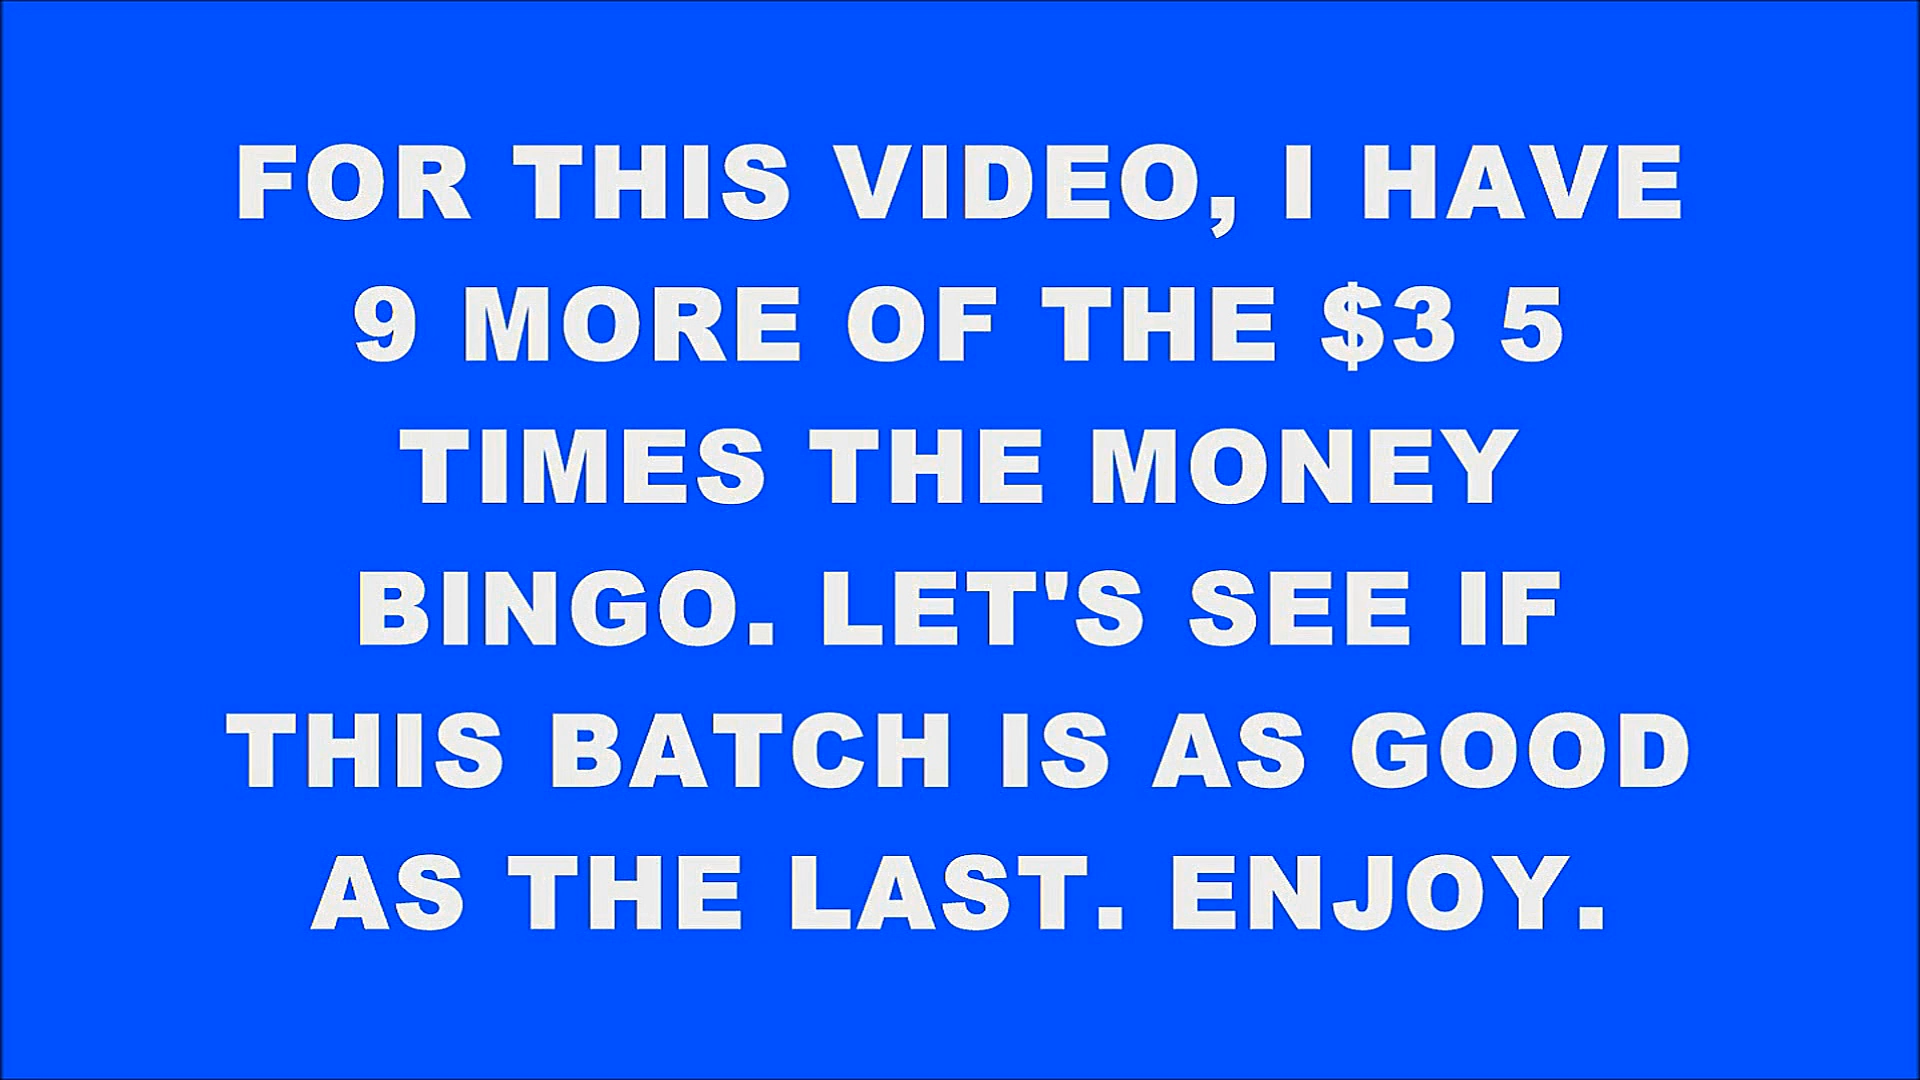 FOR THIS VIDEO, I HAVE
9 MORE OF THE $3 5
TIMES THE MONEY
BINGO. LET'S SEE IF
THIS BATCH IS AS GOOD
AS THE LAST. ENJOY.